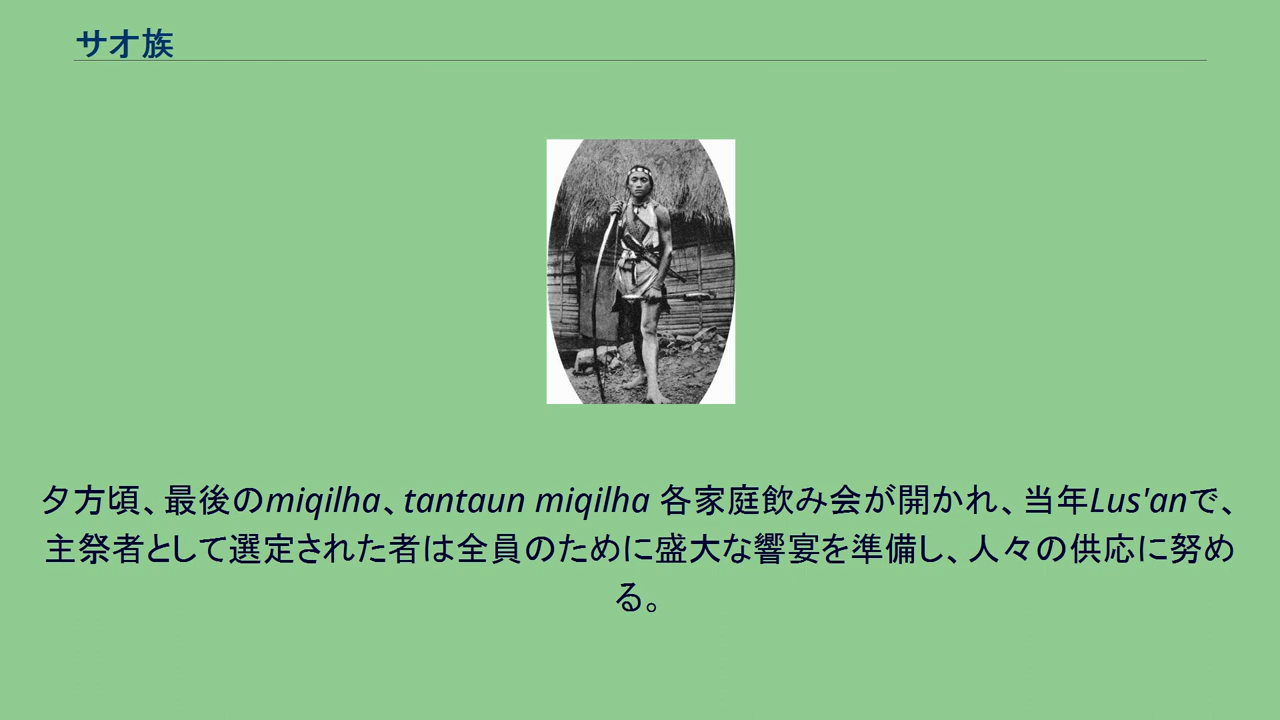 サオ族
夕方頃、最後のmiqilha、tantaun miqilha 各家庭飲み会が開かれ、当年Lus'anで、
主祭者として選定された者は全員のために盛大な響宴を準備し、人々の供応に努め
る。